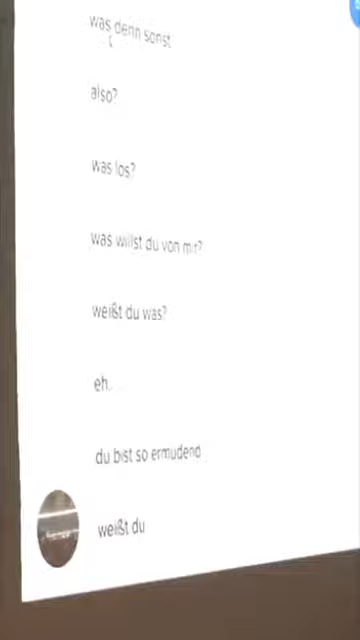 was denn sonst
also?
was los?
was willst du von mir?
weißt du was?
eh..
du bist so ermudend
weißt du